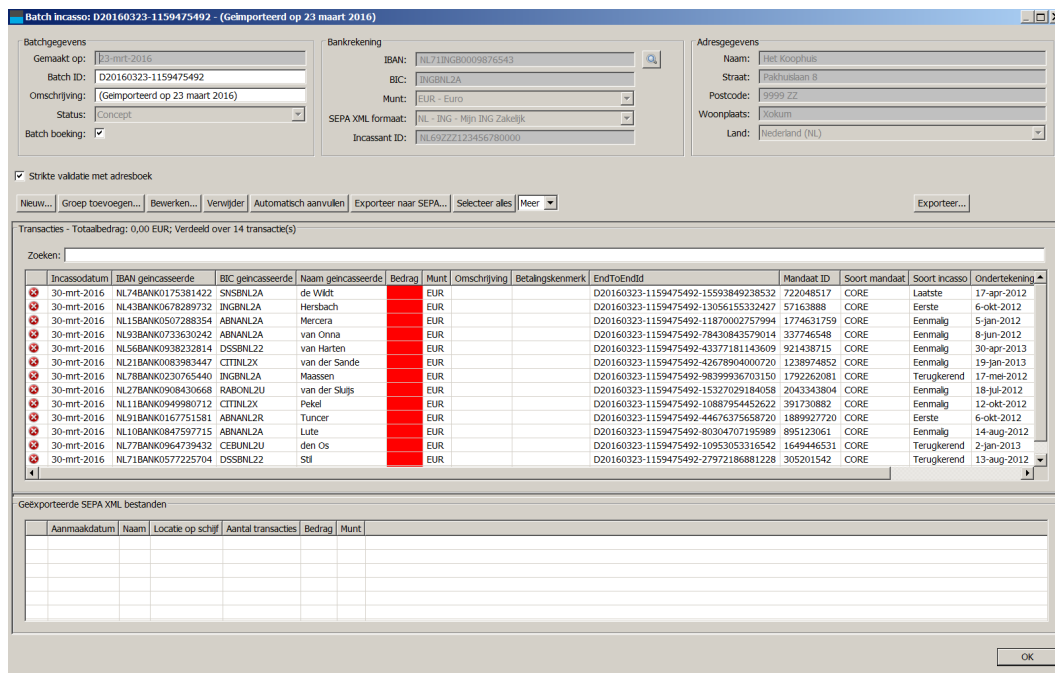 Batch incasso: D20160323-1159475492 - (Geimporteerd op 23 maart 2016)
Batchgegevens
Gemaakt op: 23-mrt-2016
Batch ID: D20160323-1159475492
Omschrijving: (Geimporteerd op 23 maart 2016)
Status: Concept
Batch boeking:
Bankrekening
IBAN: NL71INGB0009876543
BIC: INGBNL2A
Munt: EUR - Euro
SEPA XML formaat: NL - ING - Mijn ING Zakelijk
Incassant ID: NL69ZZZ123456780000
Adresgegevens
Naam: Het Koophuis
Straat: Pakhuislaan 8
Postcode: 9999 ZZ
Woonplaats: Xokum
Land: Nederland (NL)
Strikte validatie met adresboek
Nieuw... Groep toevoegen... Bewerken... Verwijder Automatisch aanvullen Exporteer naar SEPA... Selecteer alles Meer Exporteer...
Transacties - Totaalbedrag: 0,00 EUR; Verdeeld over 14 transactie(s)
Zoeken:
Incassodatum IBAN geincasseerde BIC geincasseerde Naam geincasseerde Bedrag Munt Omschrijving Betalingskenmerk EndToEndId Mandaat ID Soort mandaat Soort incasso Ondertekening
30-mrt-2016 NL74BANK0175381422 SNSBNL2A de Wildt EUR D20160323-1159475492-15593849238532 722048517 CORE Laatste 17-apr-2012
30-mrt-2016 NL43BANK0678289732 INGBNL2A Hersbach EUR D20160323-1159475492-13056155332427 57163888 CORE Eerste 6-okt-2012
30-mrt-2016 NL15BANK0507288354 ABNANL2A Mercera EUR D20160323-1159475492-11870002757994 1774631759 CORE Eenmalig 5-jan-2012
30-mrt-2016 NL93BANK0733630242 ABNANL2A van Onna EUR D20160323-1159475492-78430843579014 337746548 CORE Eenmalig 8-jun-2012
30-mrt-2016 NL56BANK0938232814 DSSBNL22 van Harten EUR D20160323-1159475492-43377181143609 921438715 CORE Eenmalig 30-apr-2013
30-mrt-2016 NL21BANK0083983447 CITINL2X van der Sande EUR D20160323-1159475492-42678904000720 1238974852 CORE Eenmalig 19-jan-2013
30-mrt-2016 NL78BANK0230765440 INGBNL2A Maassen EUR D20160323-1159475492-98399936703150 1792262081 CORE Terugkerend 17-mei-2012
30-mrt-2016 NL27BANK0908430668 RABONL2U van der Sluijs EUR D20160323-1159475492-15327029184058 2043343804 CORE Eenmalig 18-jul-2012
30-mrt-2016 NL11BANK0949980712 CITINL2X Pekel EUR D20160323-1159475492-10887954452622 391730882 CORE Eenmalig 12-okt-2012
30-mrt-2016 NL91BANK0167751581 ABNANL2R Tuncer EUR D20160323-1159475492-44676375658720 1889927720 CORE Eerste 6-okt-2012
30-mrt-2016 NL10BANK0847597715 ABNANL2A Lute EUR D20160323-1159475492-80304707195989 895123061 CORE Eenmalig 14-aug-2012
30-mrt-2016 NL77BANK0964739432 CEBUNL2U den Os EUR D20160323-1159475492-10953053316542 1649446531 CORE Terugkerend 2-jan-2013
30-mrt-2016 NL71BANK0577225704 DSSBNL22 Stil EUR D20160323-1159475492-27972186881228 305201542 CORE Terugkerend 13-aug-2012
Geëxporteerde SEPA XML bestanden
Aanmaakdatum Naam Locatie op schijf Aantal transacties Bedrag Munt
OK